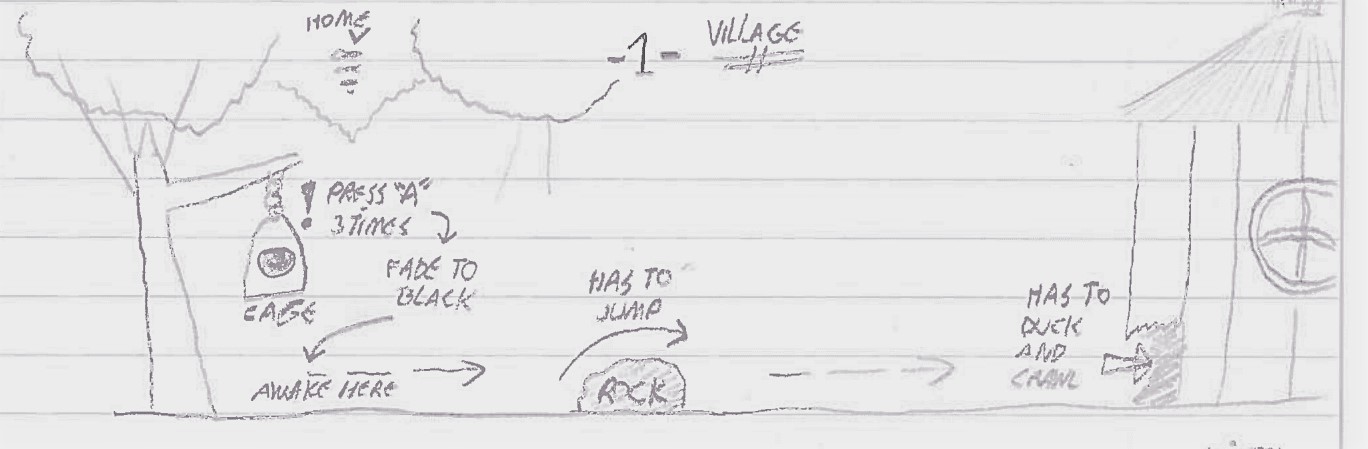 HOME
-1- VILLAGE
! PRESS "A"
3 TIMES
FADE TO
BLACK
CAGE
AWAKE HERE
HAS TO
JUMP
ROCK
HAS TO
DUCK
AND
CRAWL